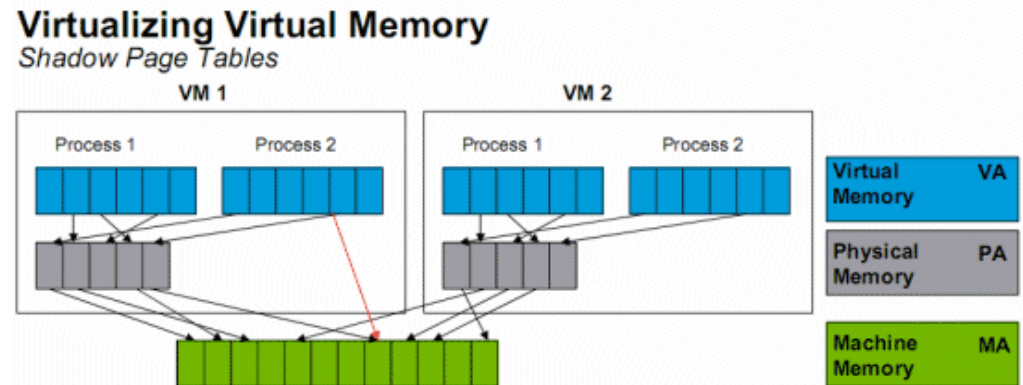 Virtualizing Virtual Memory
Shadow Page Tables
VM 1
VM 2
Process 1
Process 2
Process 1
Process 2
Virtual Memory VA
Physical Memory PA
Machine Memory MA